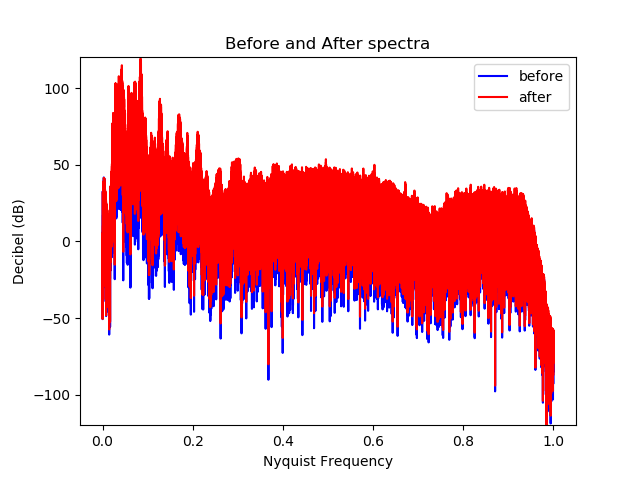 Before and After spectra
before
after
100
50
0
−50
−100
Decibel (dB)
0.0 0.2 0.4 0.6 0.8 1.0
Nyquist Frequency